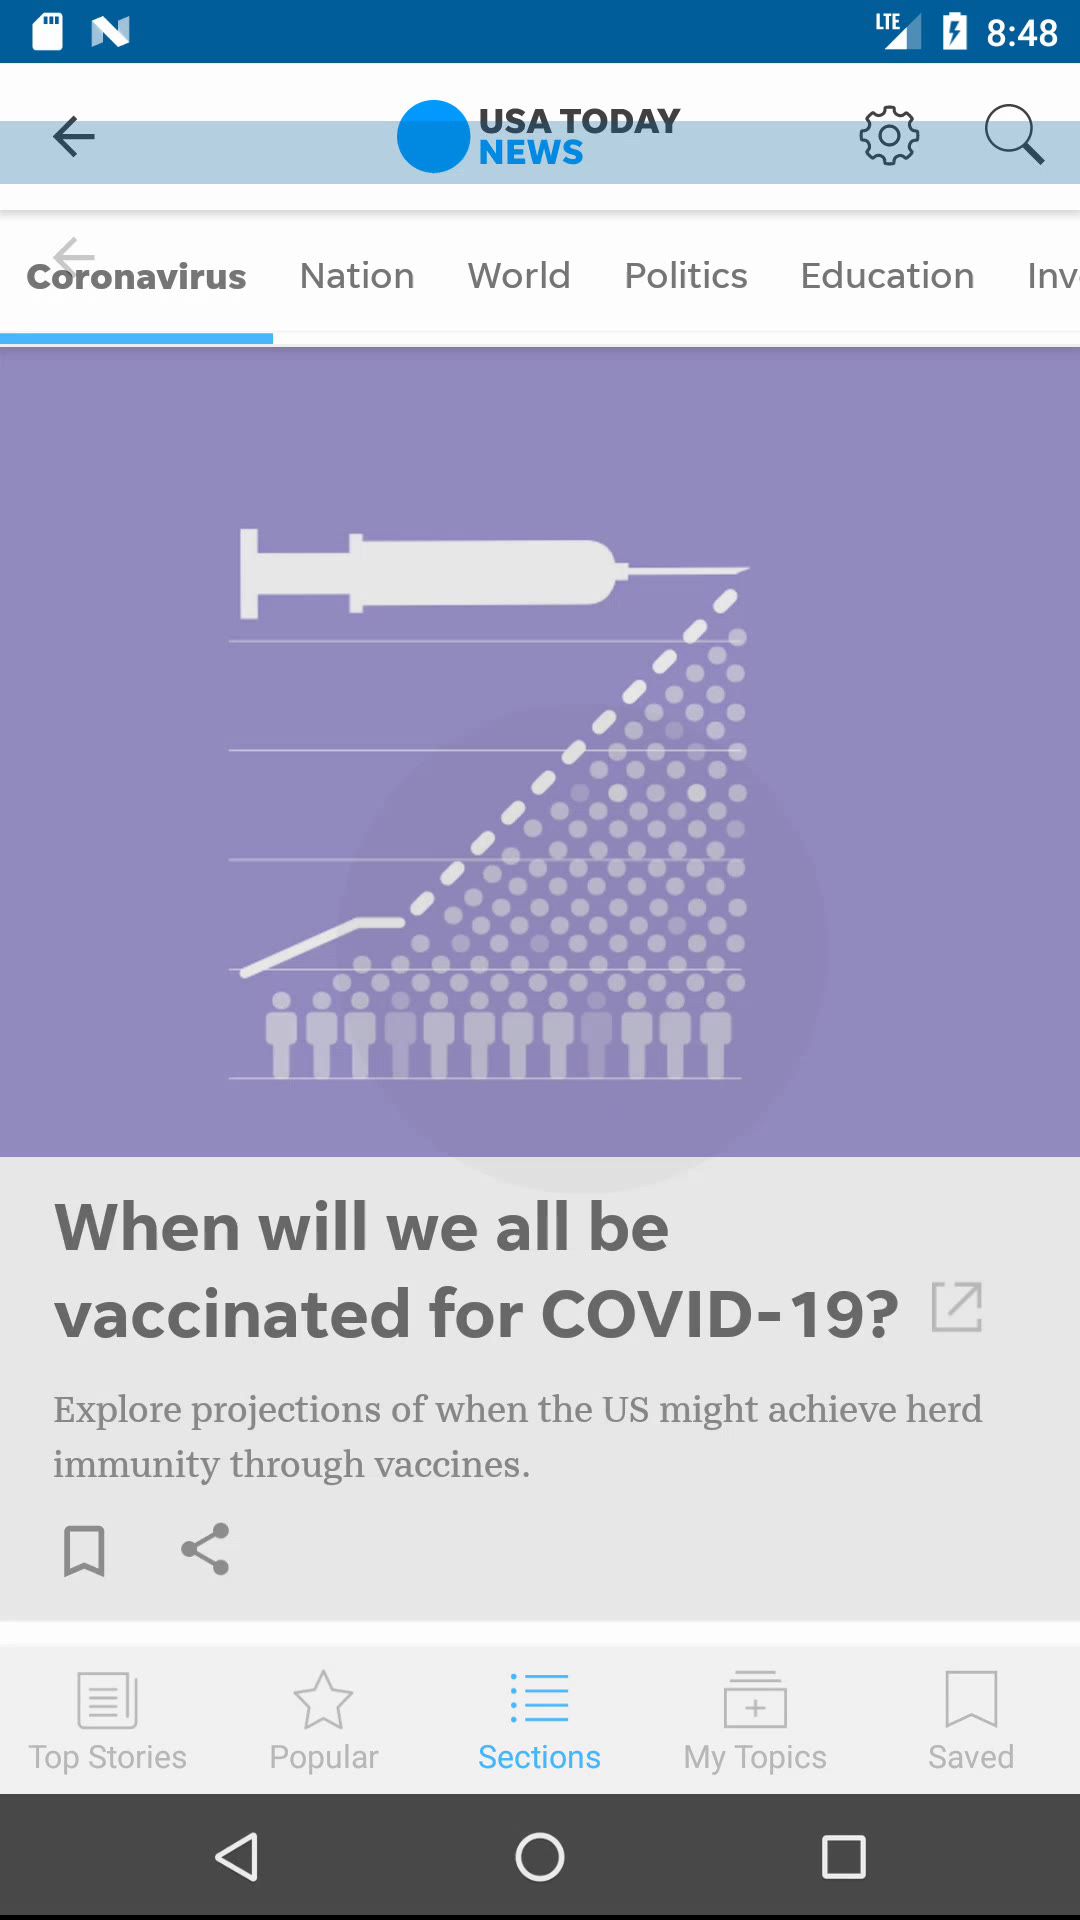 LTE 8:48
USA TODAY
NEWS
Coronavirus Nation World Politics Education Inv
When will we all be
vaccinated for COVID-19?
Explore projections of when the US might achieve herd
immunity through vaccines.
Top Stories Popular Sections My Topics Saved